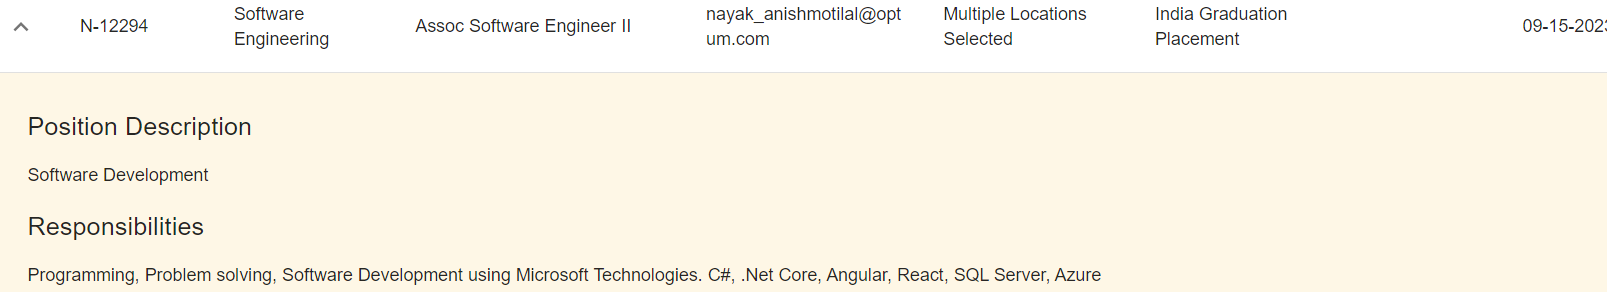 N-12294
Software
Engineering
Assoc Software Engineer II
nayak_anishmotilal@opt
um.com
Multiple Locations
Selected
India Graduation
Placement
09-15-202
Position Description
Software Development
Responsibilities
Programming, Problem solving, Software Development using Microsoft Technologies. C#, .Net Core, Angular, React, SQL Server, Azure